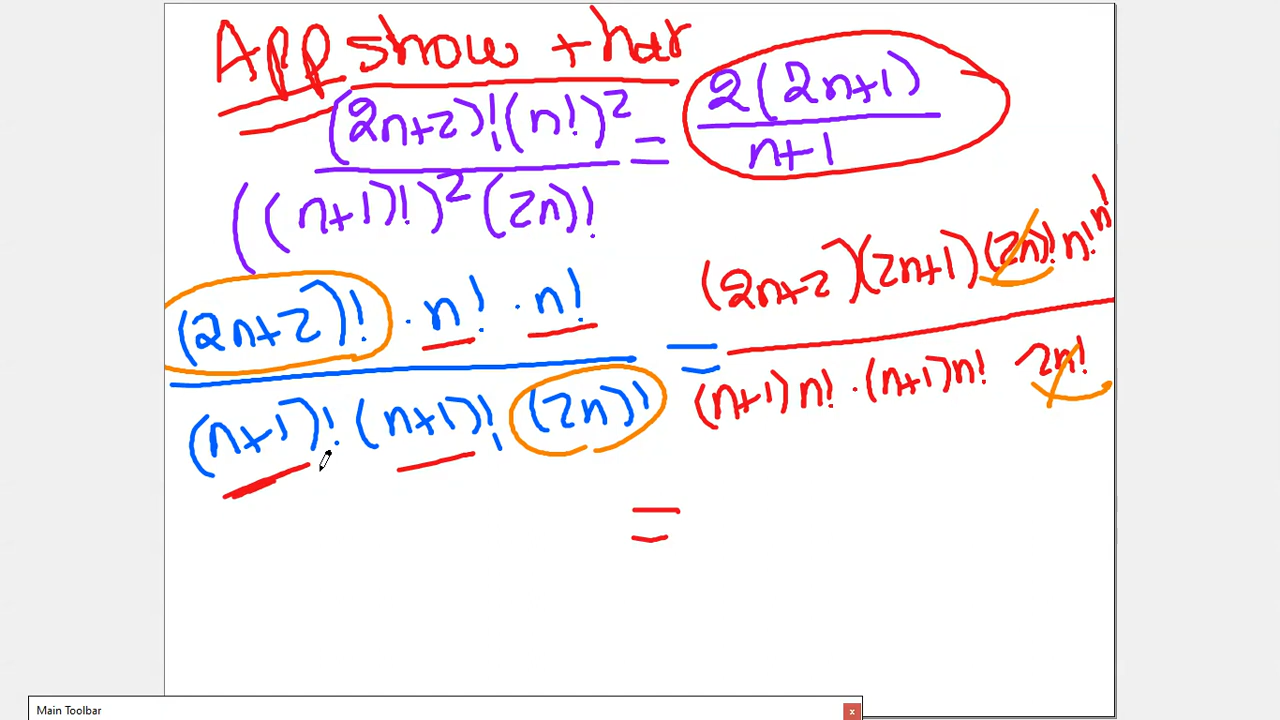 App show that
(2n+2)!(n!)² = 2(2n+1)
n+1
((n+1)!)²(2n)!
(2n+2)! · n! · n! = (2n+2)(2n+1)(2n)! n! n!
(n+1)! (n+1)! (2n)! (n+1)n! · (n+1)n! 2n!
=
Main Toolbar